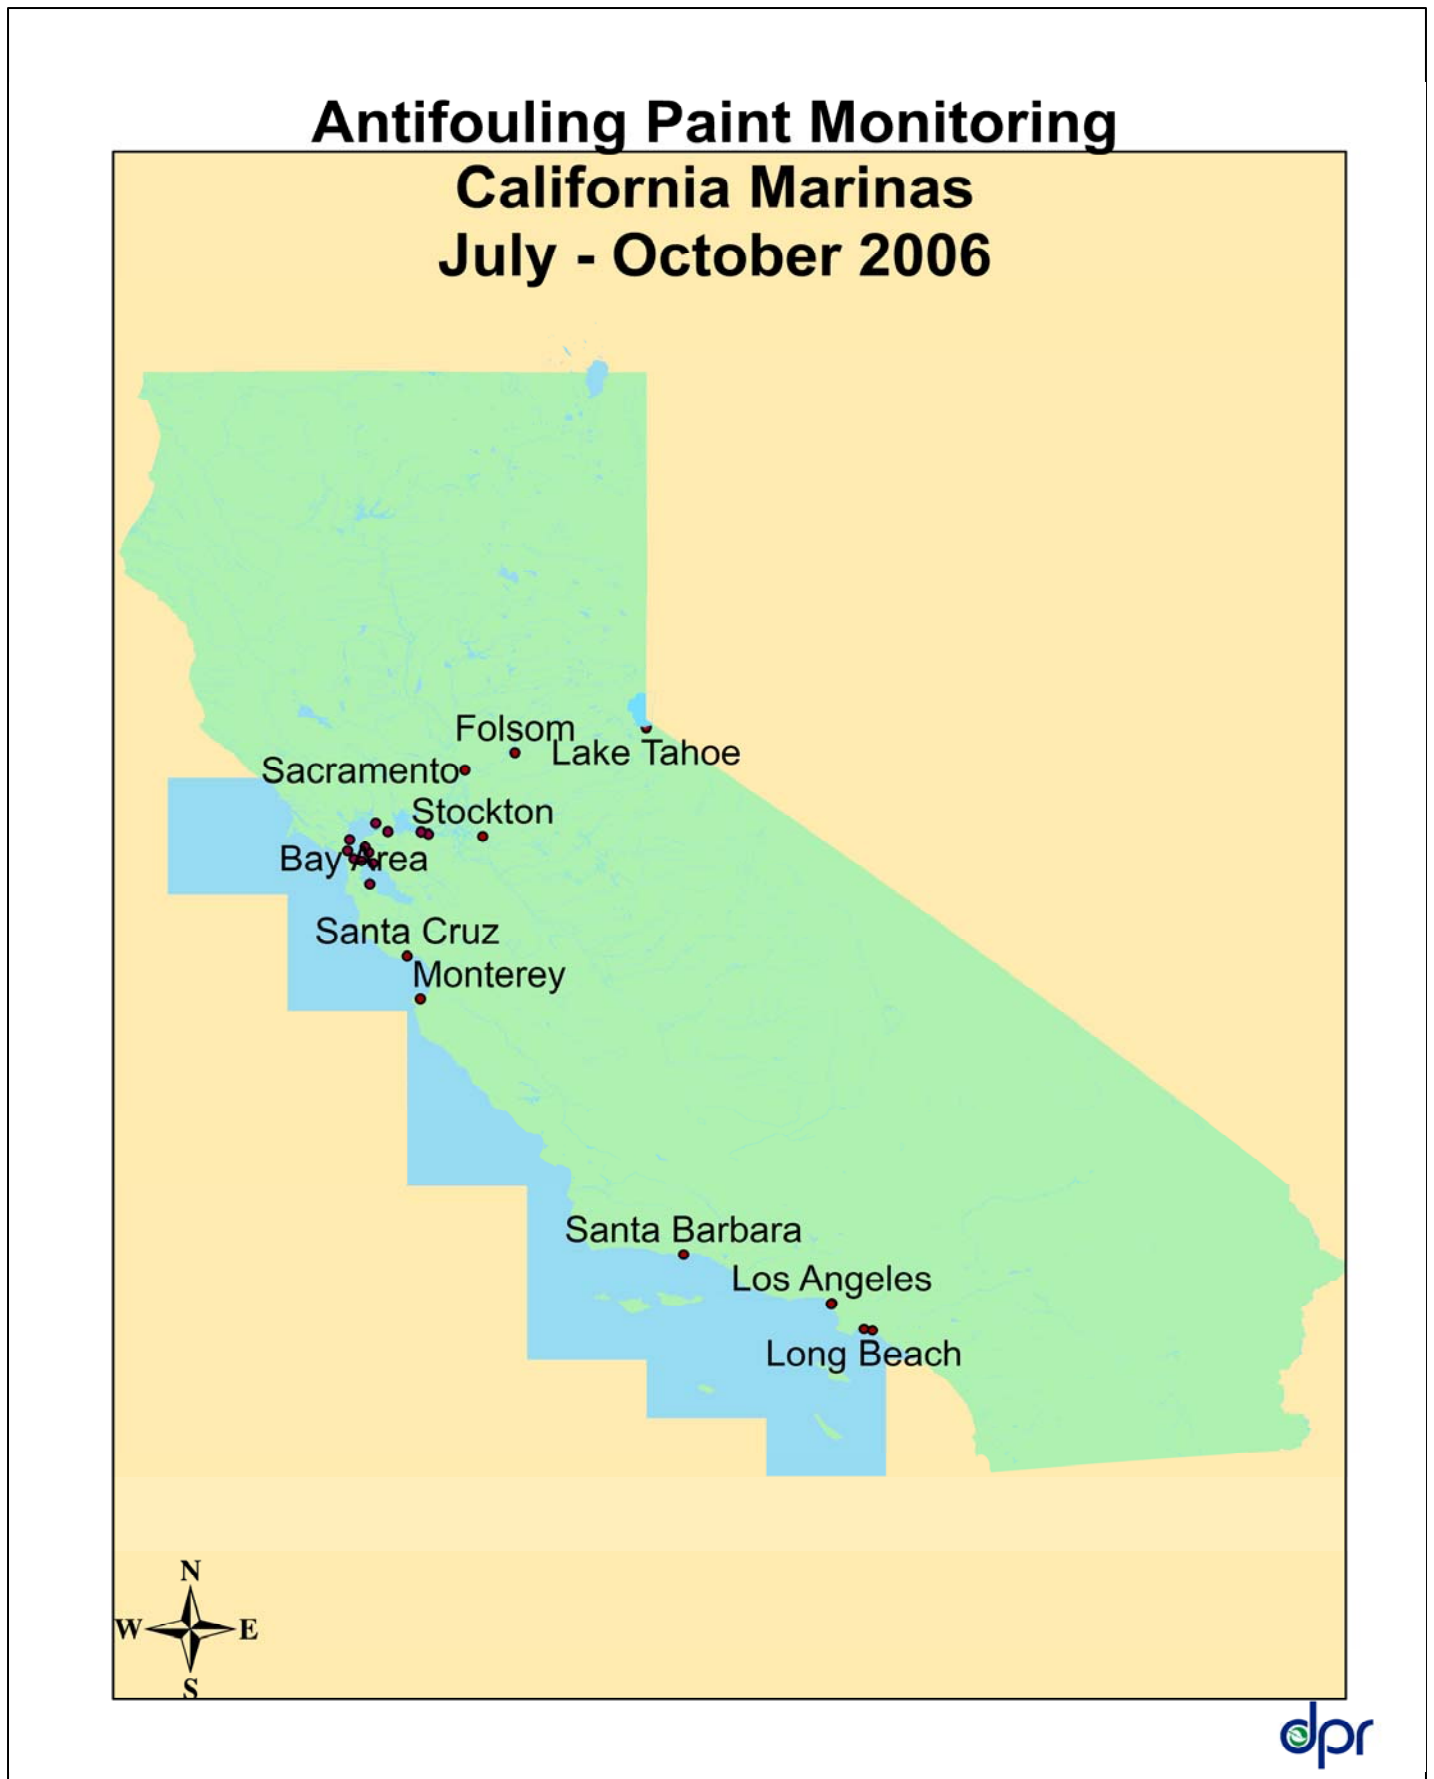 Antifouling Paint Monitoring
California Marinas
July - October 2006
Folsom
Lake Tahoe
Sacramento
Stockton
Bay Area
Santa Cruz
Monterey
Santa Barbara
Los Angeles
Long Beach
N
W E
S
dpr